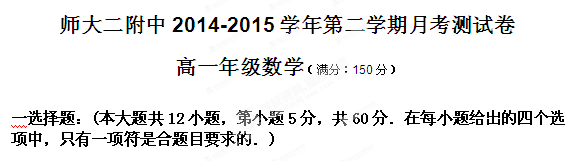 师大二附中 2014-2015 学年第二学期月考测试卷
高一年级数学（满分：150 分）
一选择题：(本大题共 12 小题，第小题 5 分，共 60 分．在每小题给出的四个选
项中，只有一项符是合题目要求的．)